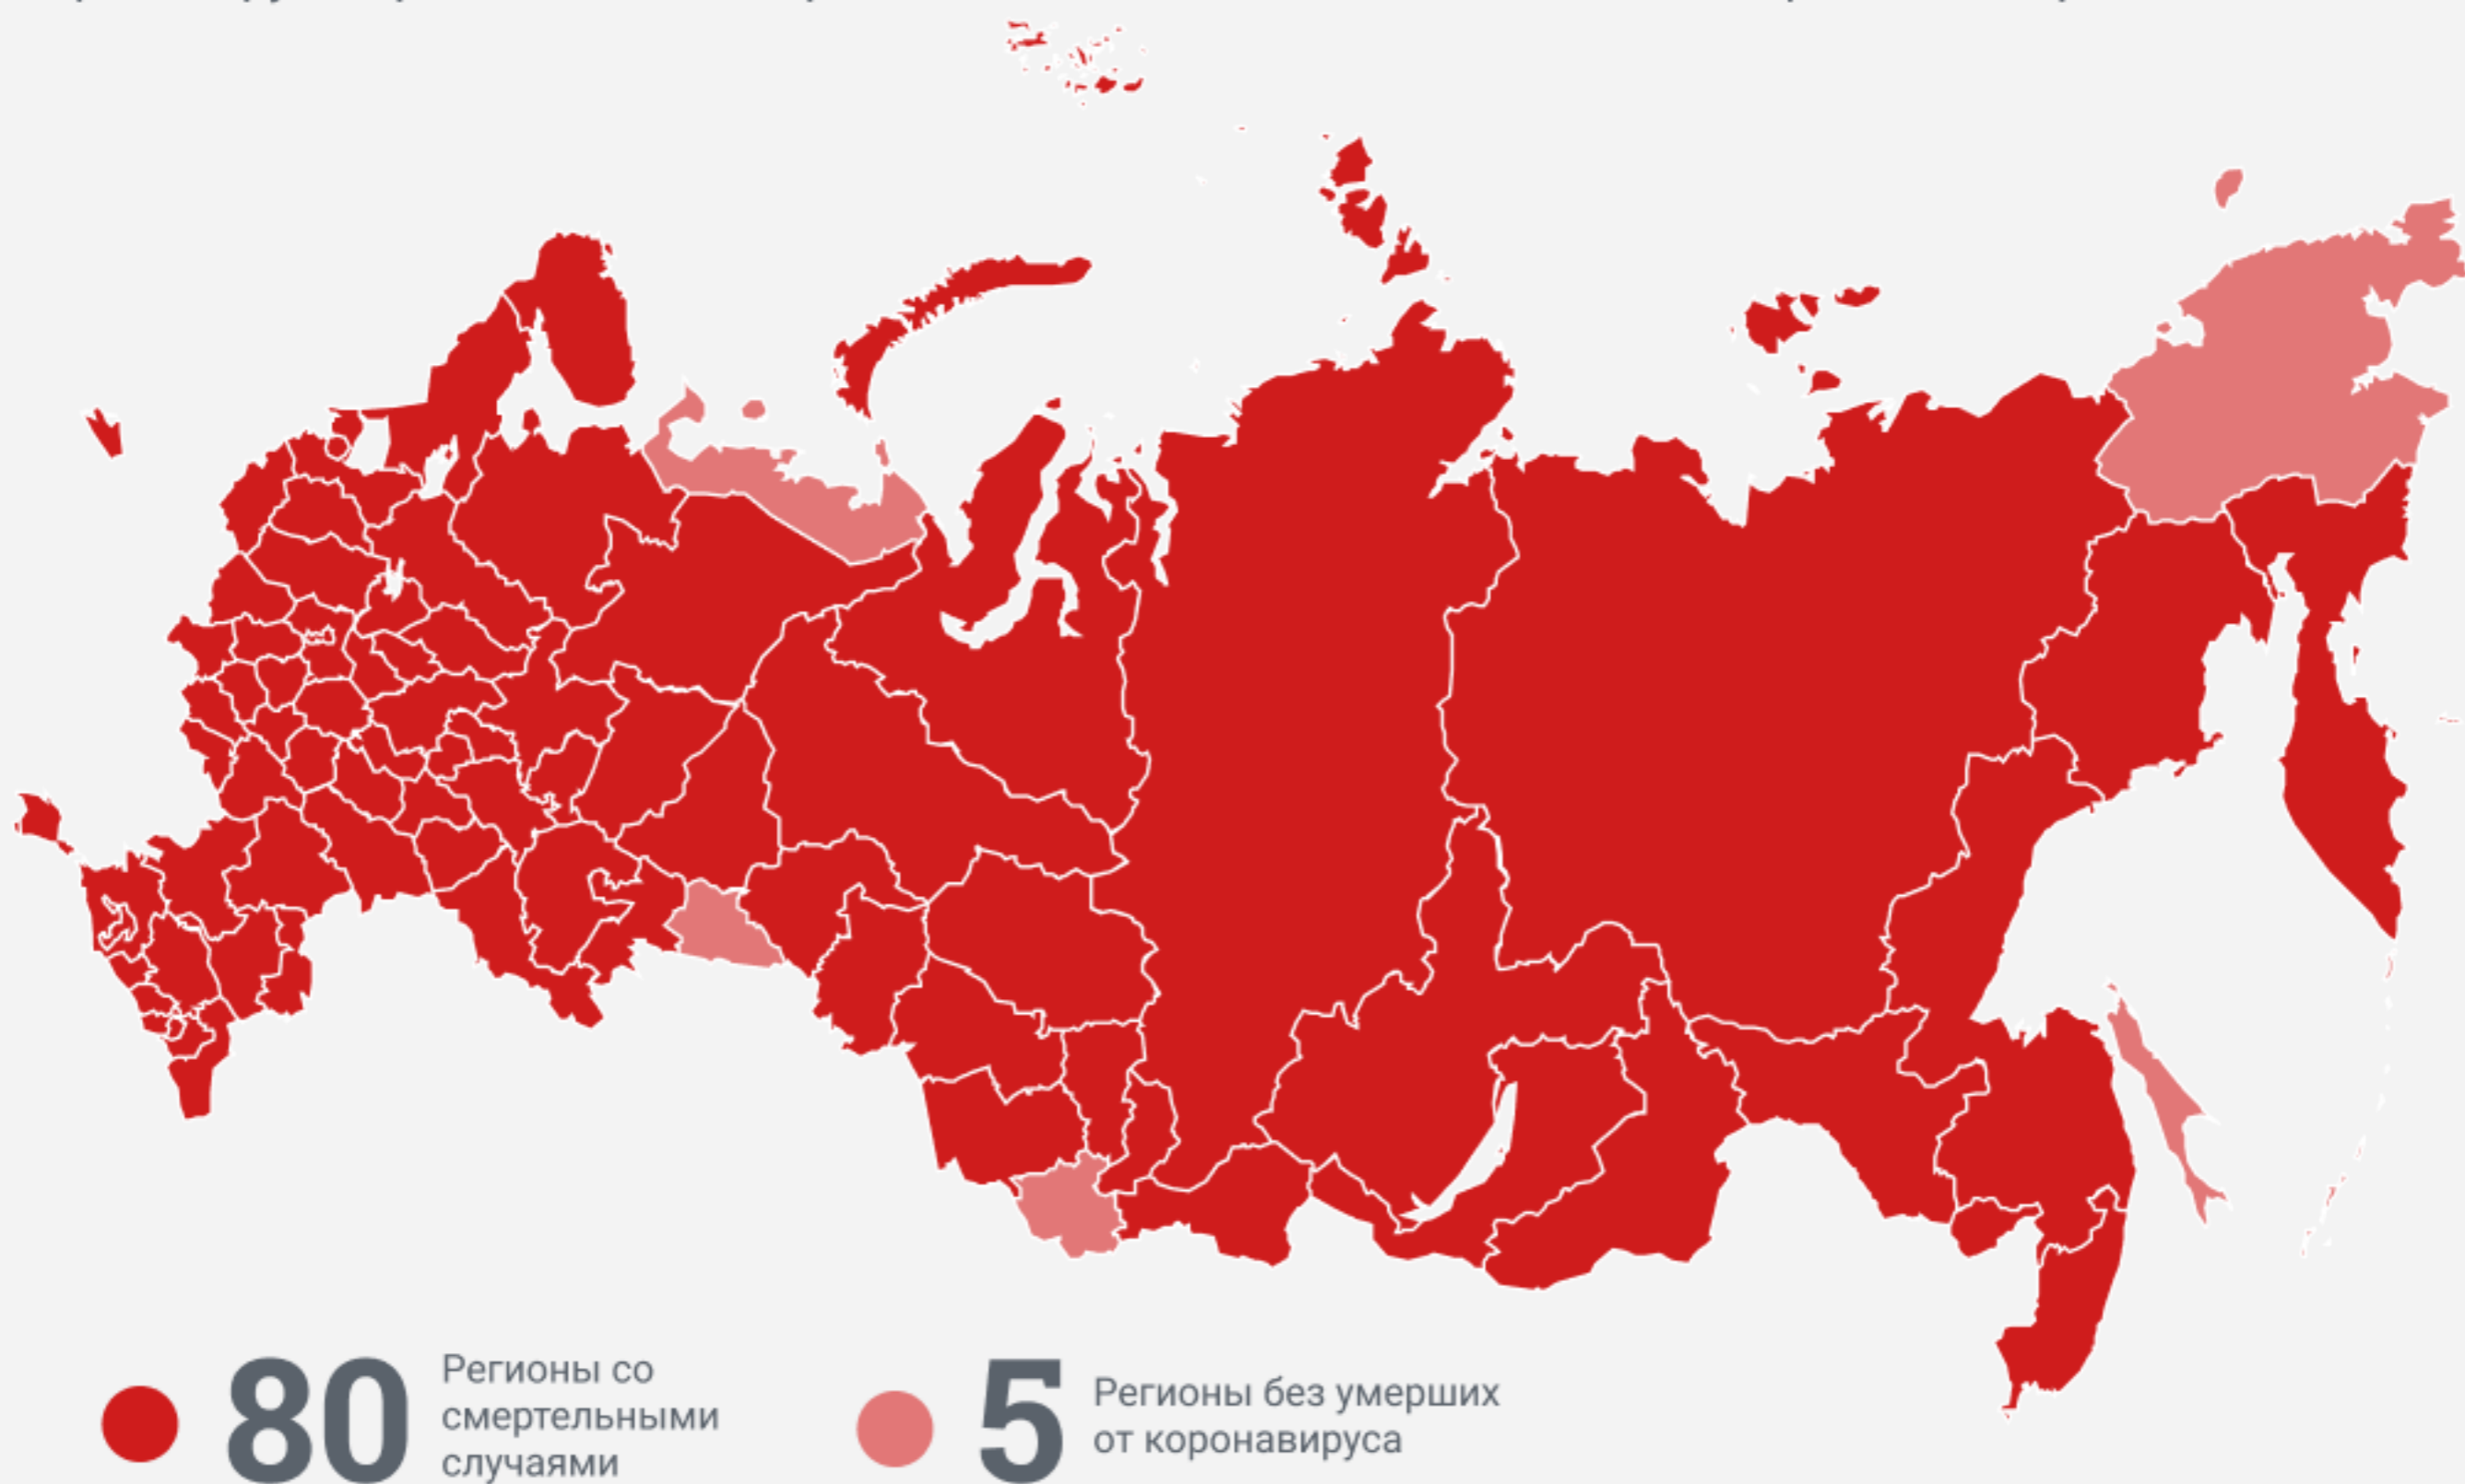 80
Регионы со
смертельными
случаями
5
Регионы без умерших
от коронавируса